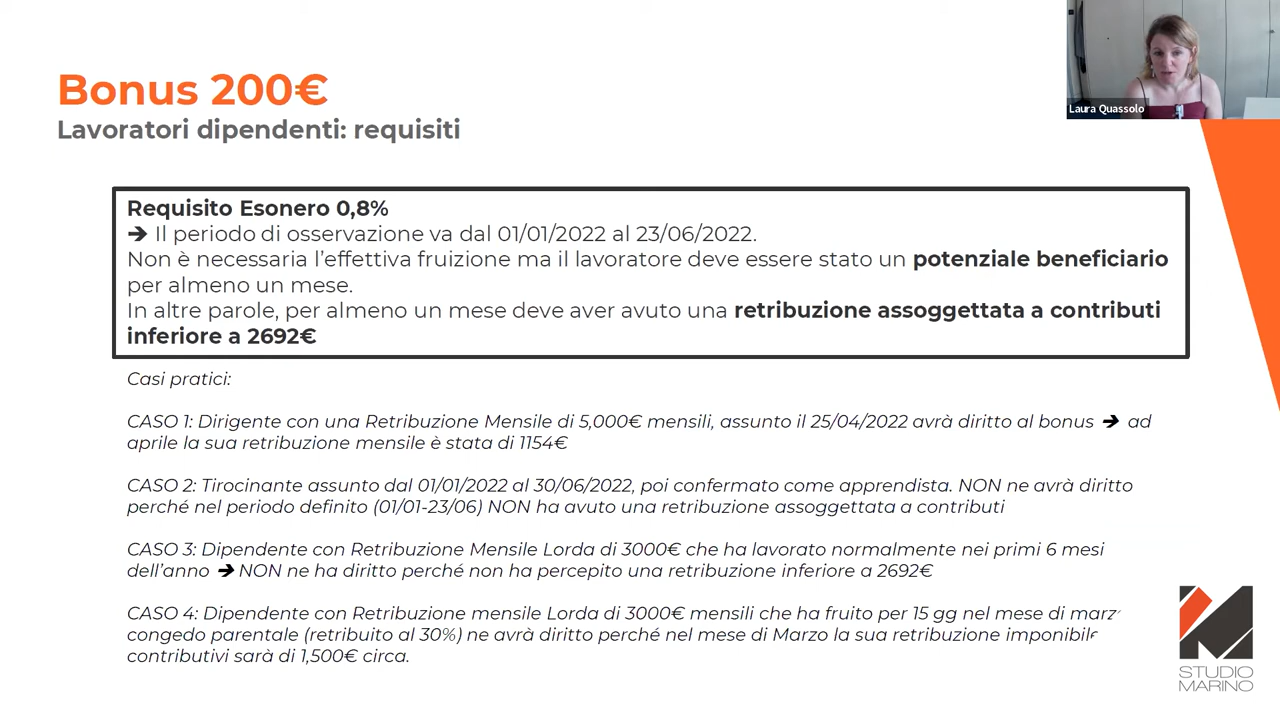 Bonus 200€
Lavoratori dipendenti: requisiti
Laura Quassolo
Requisito Esonero 0,8%
➔ Il periodo di osservazione va dal 01/01/2022 al 23/06/2022.
Non è necessaria l'effettiva fruizione ma il lavoratore deve essere stato un potenziale beneficiario
per almeno un mese.
In altre parole, per almeno un mese deve aver avuto una retribuzione assoggettata a contributi
inferiore a 2692€
Casi pratici:
CASO 1: Dirigente con una Retribuzione Mensile di 5,000€ mensili, assunto il 25/04/2022 avrà diritto al bonus ➔ ad
aprile la sua retribuzione mensile è stata di 1154€
CASO 2: Tirocinante assunto dal 01/01/2022 al 30/06/2022, poi confermato come apprendista. NON ne avrà diritto
perché nel periodo definito (01/01-23/06) NON ha avuto una retribuzione assoggettata a contributi
CASO 3: Dipendente con Retribuzione Mensile Lorda di 3000€ che ha lavorato normalmente nei primi 6 mesi
dell'anno ➔ NON ne ha diritto perché non ha percepito una retribuzione inferiore a 2692€
CASO 4: Dipendente con Retribuzione mensile Lorda di 3000€ mensili che ha fruito per 15 gg nel mese di marzo
congedo parentale (retribuito al 30%) ne avrà diritto perché nel mese di Marzo la sua retribuzione imponibile
contributivi sarà di 1,500€ circa.
STUDIO
MARINO